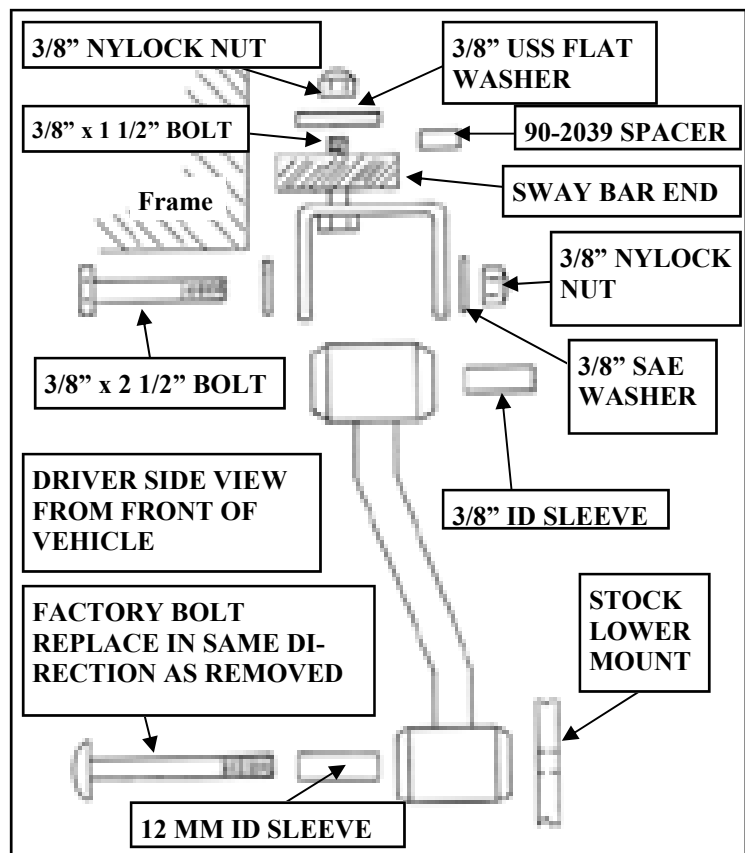 3/8” NYLOCK NUT
3/8” USS FLAT
WASHER
3/8” x 1 1/2” BOLT
90-2039 SPACER
Frame
SWAY BAR END
3/8” NYLOCK
NUT
3/8” x 2 1/2” BOLT
3/8” SAE
WASHER
DRIVER SIDE VIEW
FROM FRONT OF
VEHICLE
3/8” ID SLEEVE
FACTORY BOLT
REPLACE IN SAME DI-
RECTION AS REMOVED
STOCK
LOWER
MOUNT
12 MM ID SLEEVE